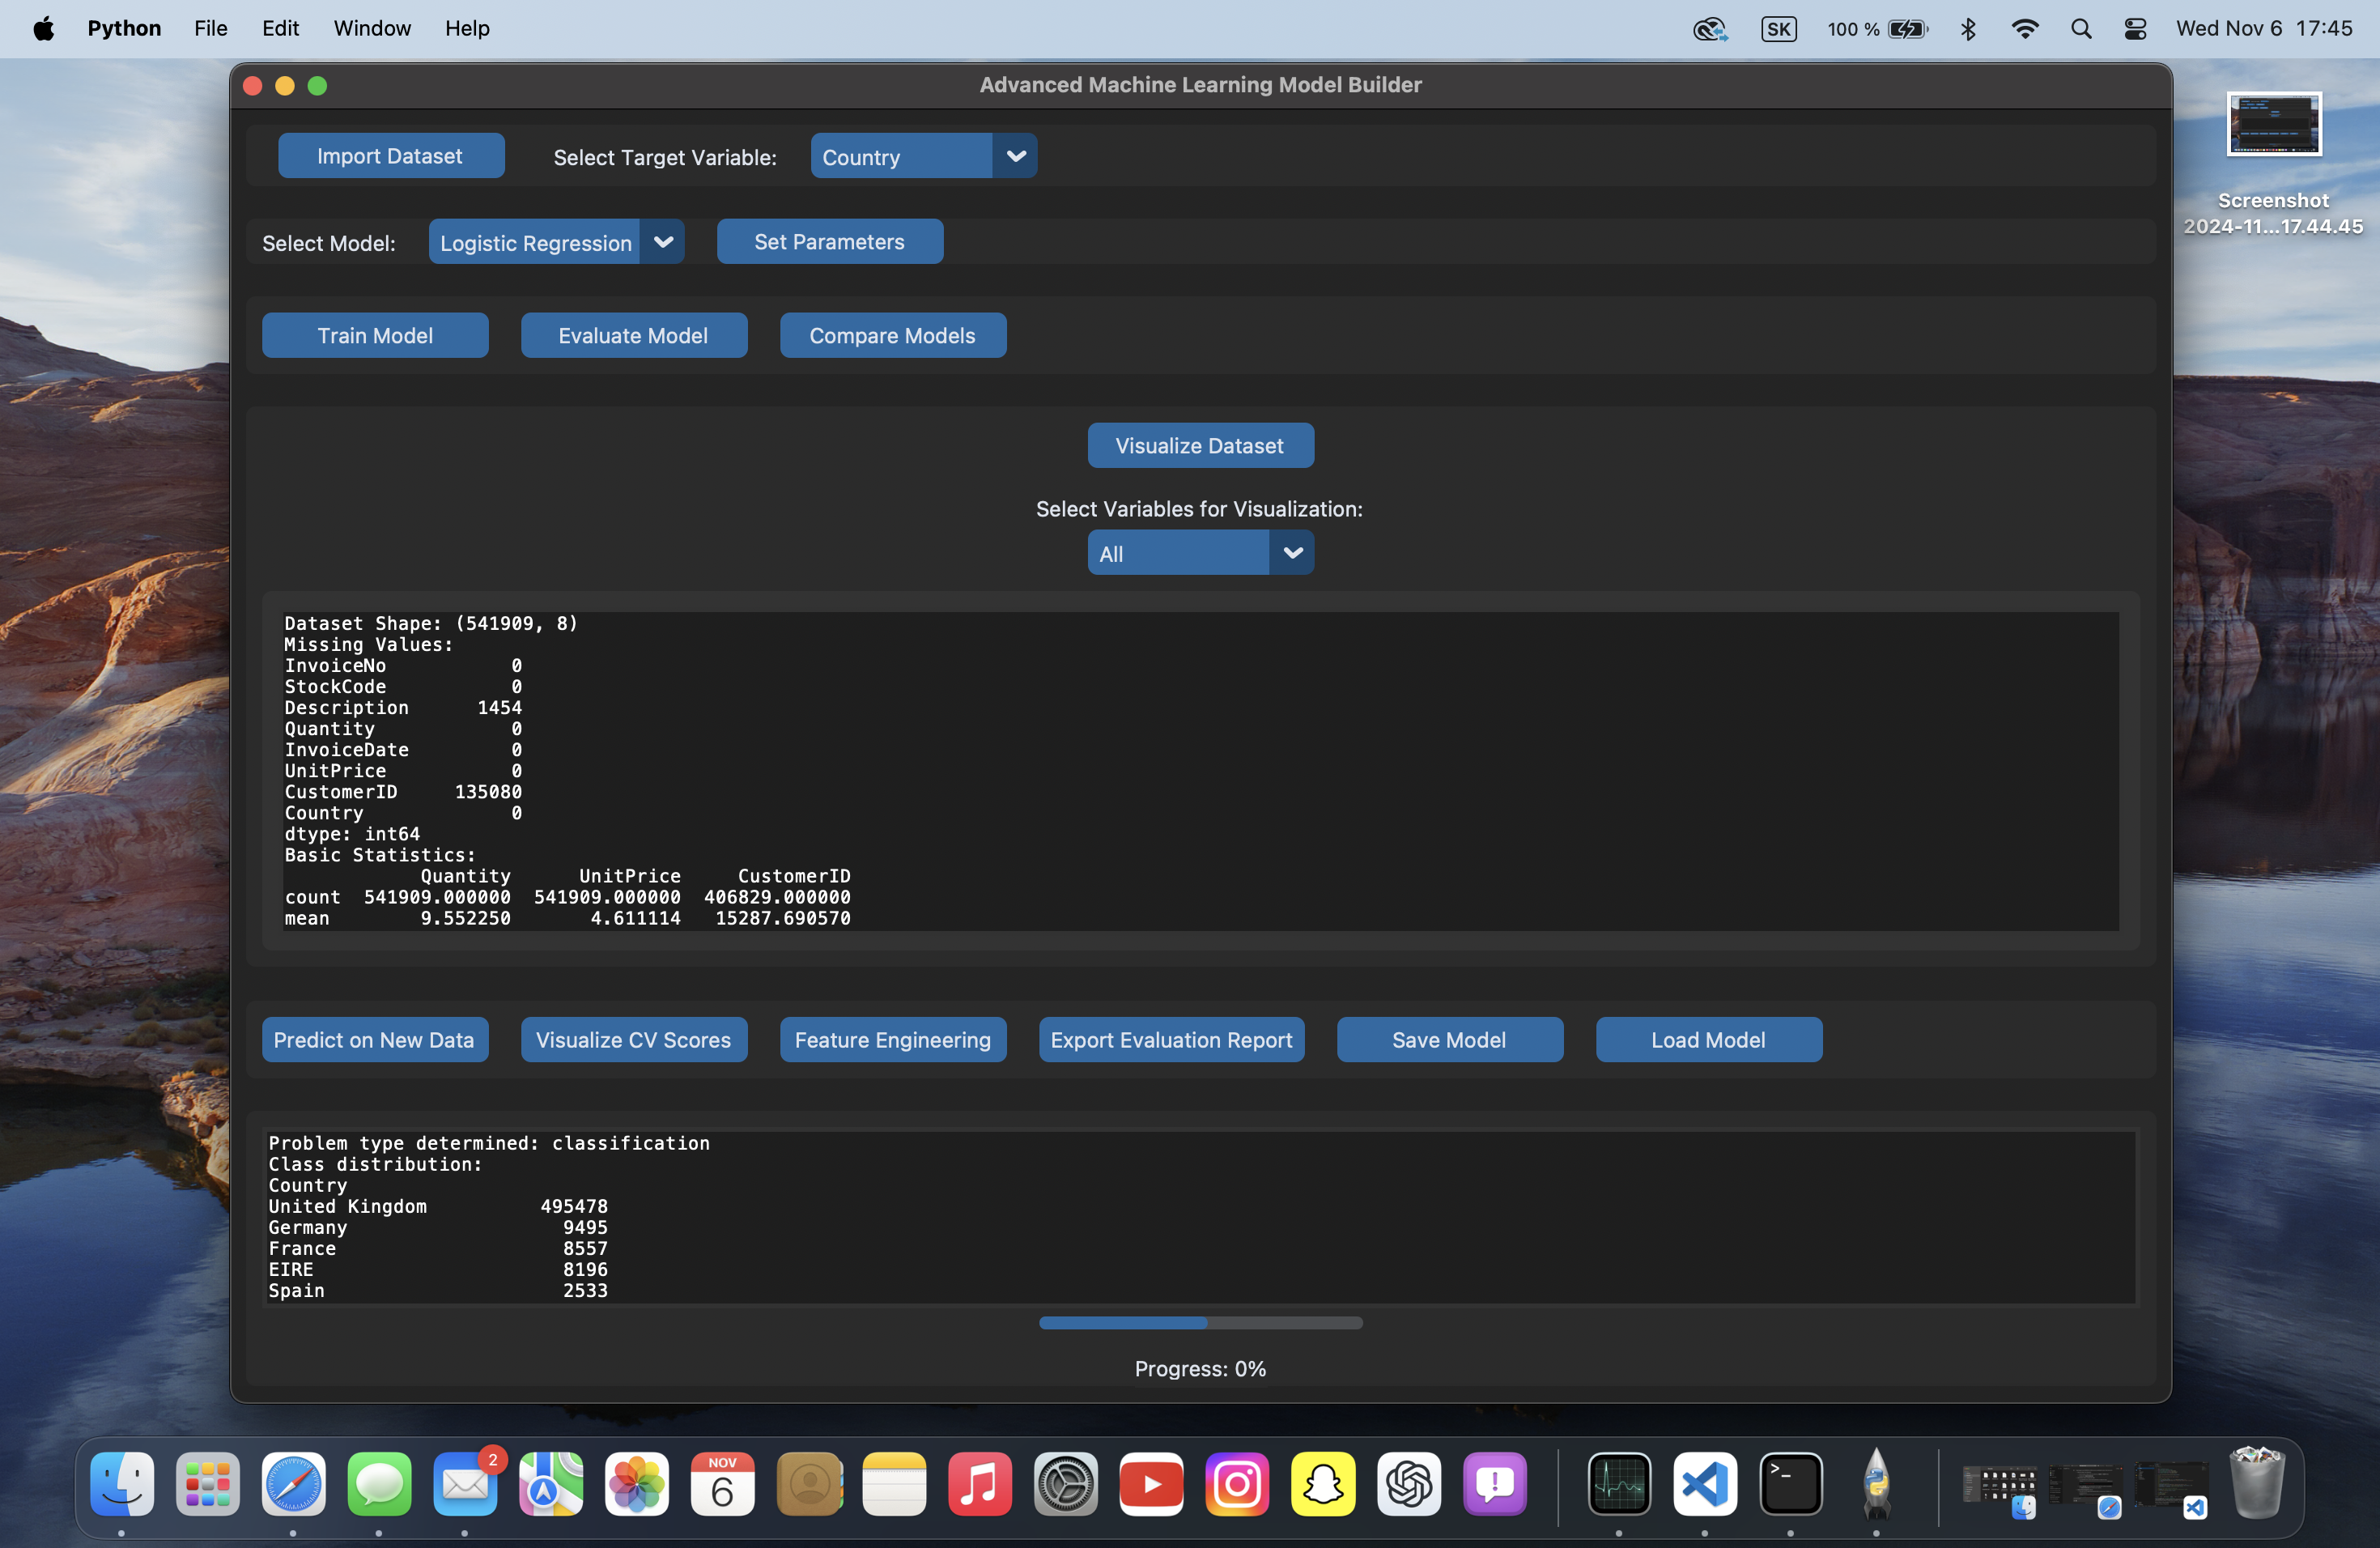 Python File Edit Window Help SK 100 % Wed Nov 6 17:45
Advanced Machine Learning Model Builder
Import Dataset Select Target Variable: Country
Screenshot
2024-11...17.44.45
Select Model: Logistic Regression Set Parameters
Train Model Evaluate Model Compare Models
Visualize Dataset
Select Variables for Visualization:
All
Dataset Shape: (541909, 8)
Missing Values:
InvoiceNo 0
StockCode 0
Description 1454
Quantity 0
InvoiceDate 0
UnitPrice 0
CustomerID 135080
Country 0
dtype: int64
Basic Statistics:
Quantity UnitPrice CustomerID
count 541909.000000 541909.000000 406829.000000
mean 9.552250 4.611114 15287.690570
Predict on New Data Visualize CV Scores Feature Engineering Export Evaluation Report Save Model Load Model
Problem type determined: classification
Class distribution:
Country
United Kingdom 495478
Germany 9495
France 8557
EIRE 8196
Spain 2533
Progress: 0%
2
NOV
6